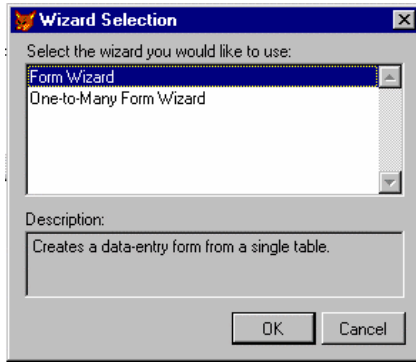 Wizard Selection
Select the wizard you would like to use:
Form Wizard
One-to-Many Form Wizard
Description:
Creates a data-entry form from a single table.
OK Cancel